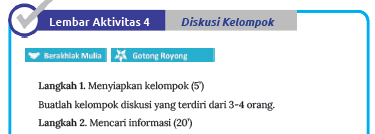 Lembar Aktivitas 4 Diskusi Kelompok
Berakhlak Mulia Gotong Royong
Langkah 1. Menyiapkan kelompok (5')
Buatlah kelompok diskusi yang terdiri dari 3-4 orang.
Langkah 2. Mencari informasi (20')